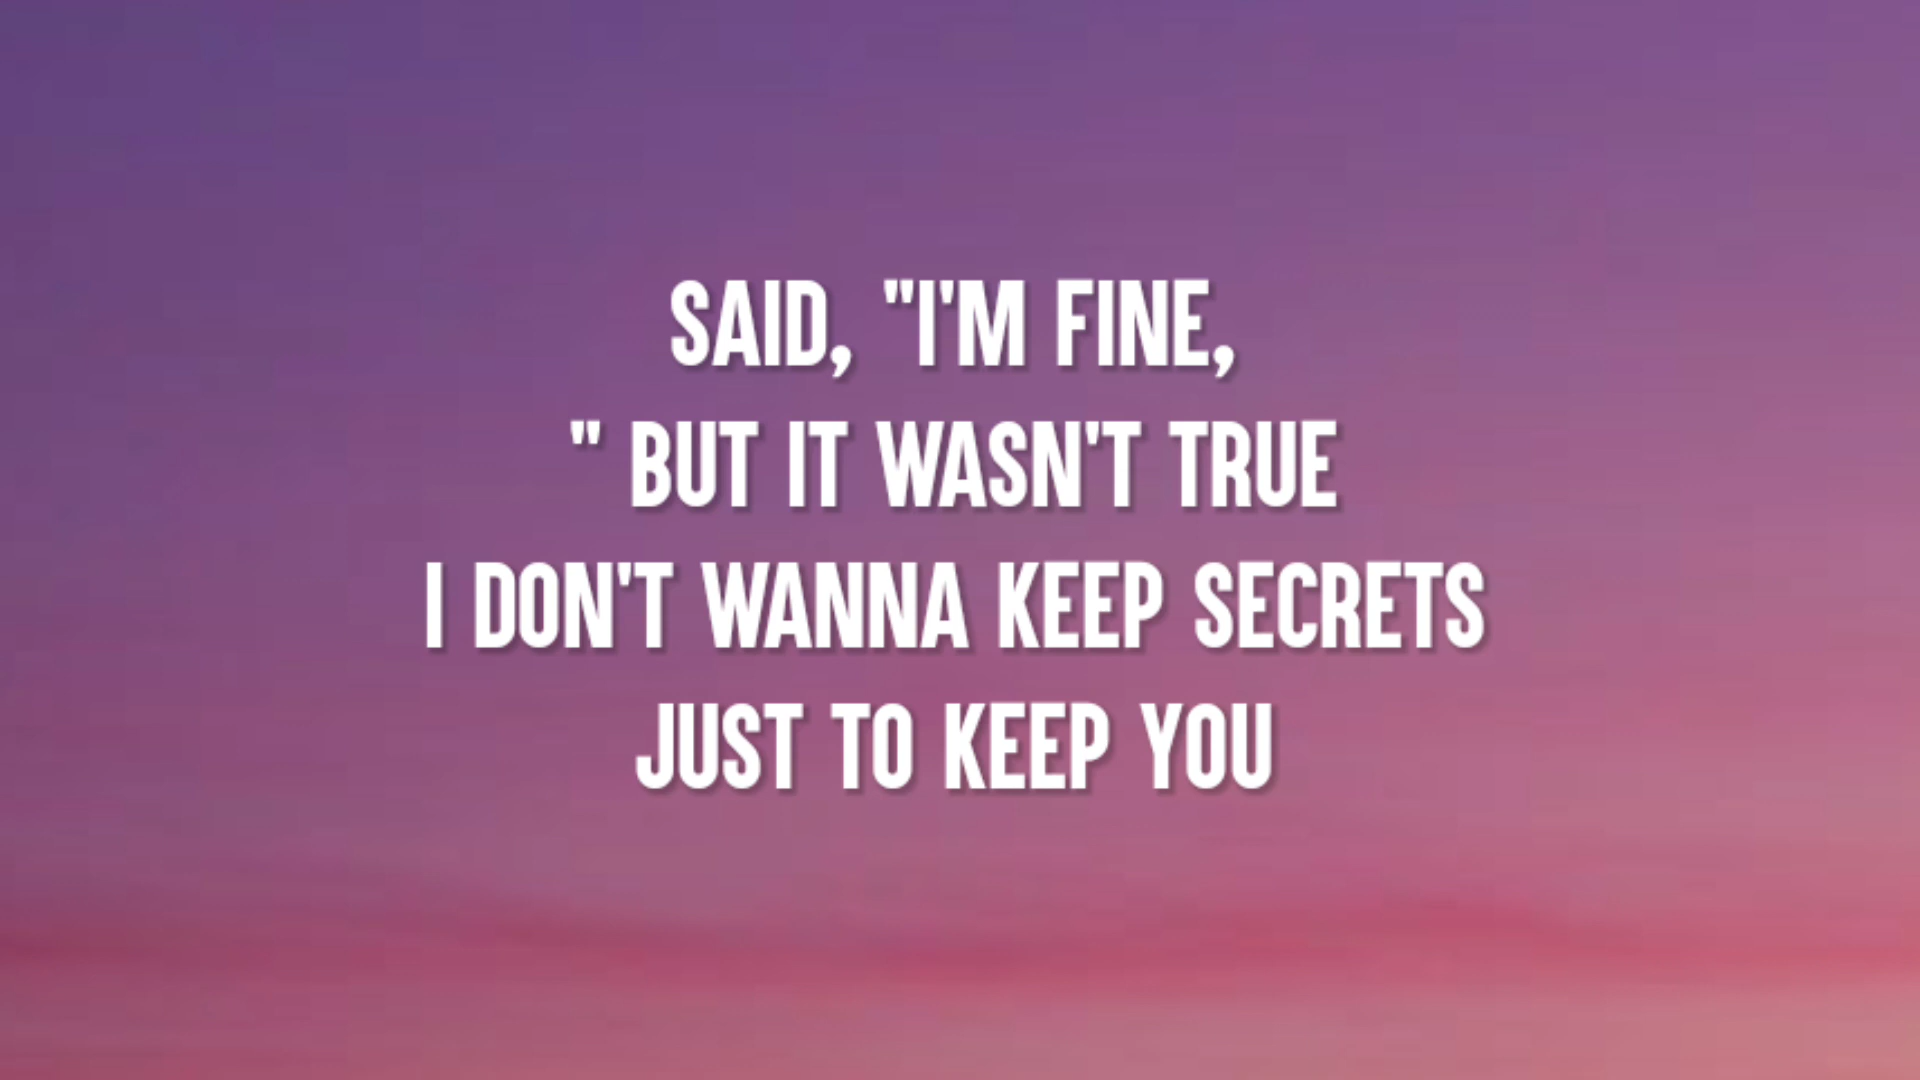 SAID, "I'M FINE,
" BUT IT WASN'T TRUE
I DON'T WANNA KEEP SECRETS
JUST TO KEEP YOU